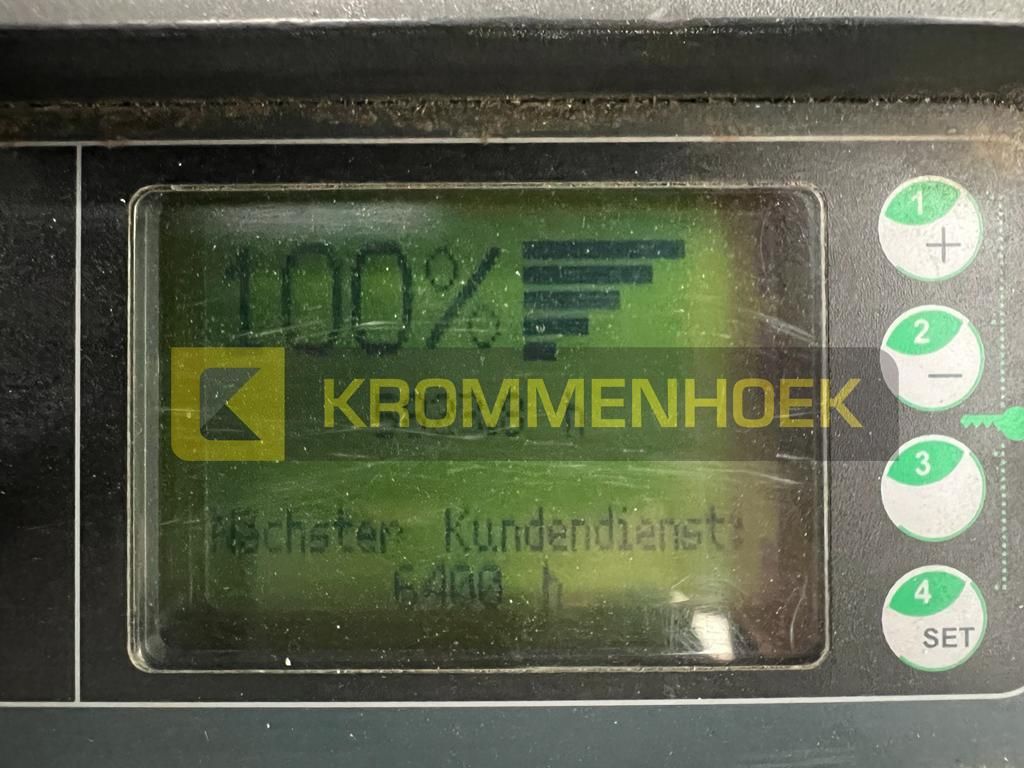 100%
KROMMENHOEK
h
Nächster Kundendienst:
6400 h
1
+
2
−
3
4
SET